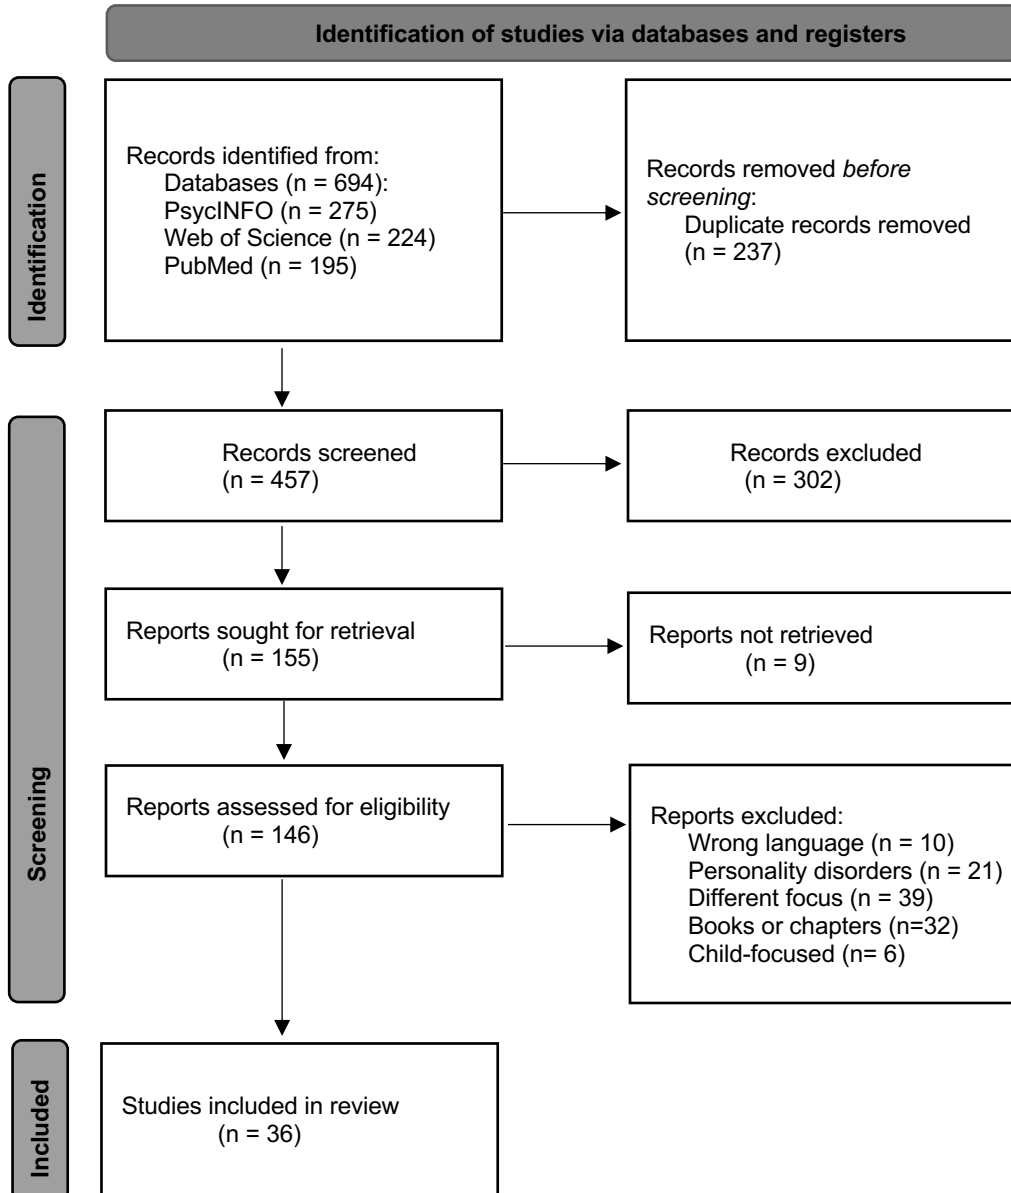 Identification of studies via databases and registers
Identification
Records identified from:
Databases (n = 694):
PsycINFO (n = 275)
Web of Science (n = 224)
PubMed (n = 195)
Records removed before
screening:
Duplicate records removed
(n = 237)
Screening
Records screened
(n = 457)
Records excluded
(n = 302)
Reports sought for retrieval
(n = 155)
Reports not retrieved
(n = 9)
Reports assessed for eligibility
(n = 146)
Reports excluded:
Wrong language (n = 10)
Personality disorders (n = 21)
Different focus (n = 39)
Books or chapters (n=32)
Child-focused (n= 6)
Included
Studies included in review
(n = 36)